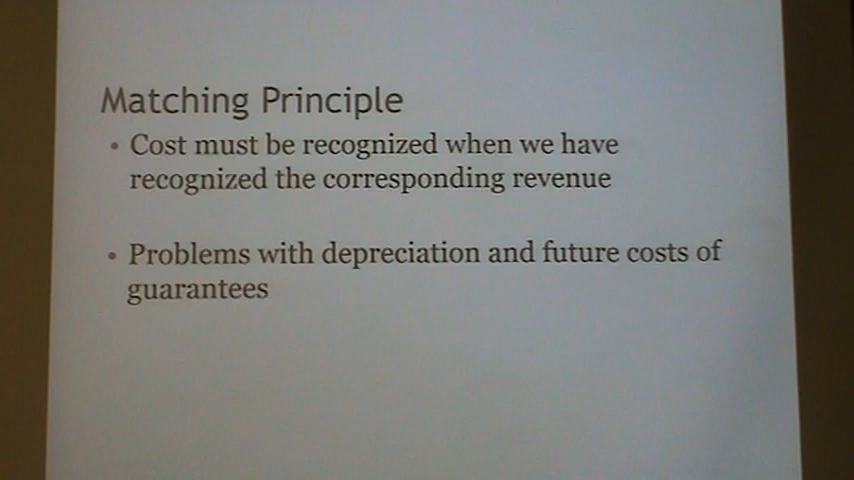 Matching Principle
• Cost must be recognized when we have
recognized the corresponding revenue
• Problems with depreciation and future costs of
guarantees